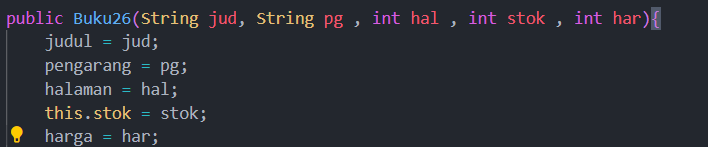 public Buku26(String jud, String pg , int hal , int stok , int har){
judul = jud;
pengarang = pg;
halaman = hal;
this.stok = stok;
harga = har;